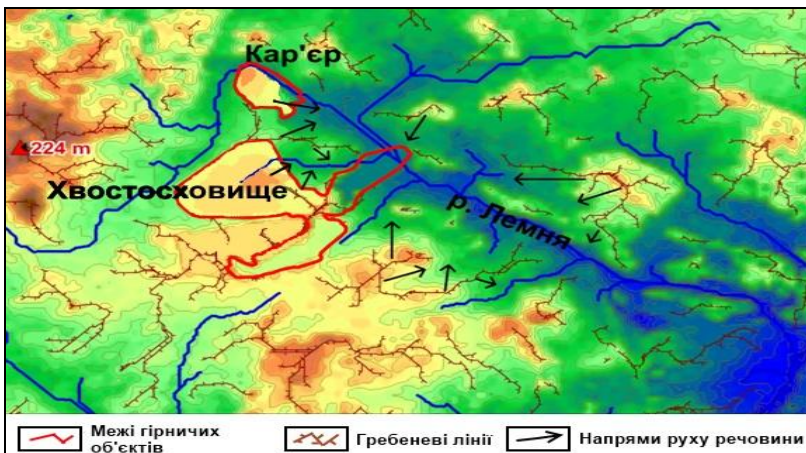 Кар'єр
224 m
Хвостосховище
р. Лемня
Межі гірничих
об'єктів
Гребеневі лінії
Напрями руху речовини